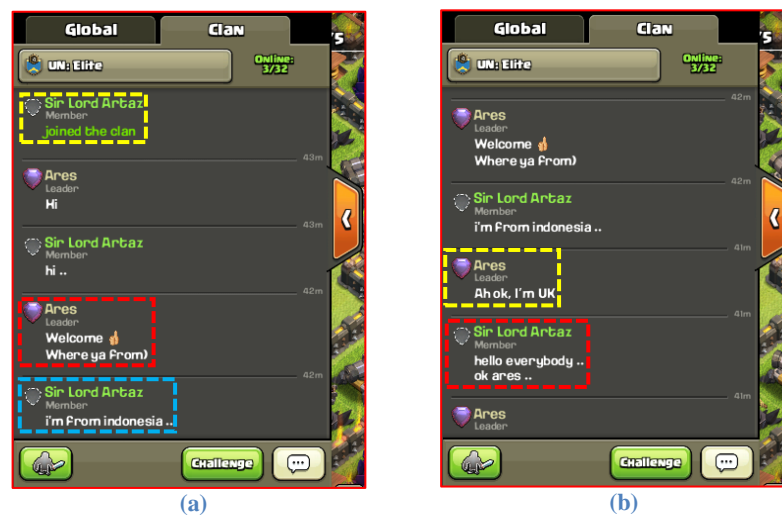 Global Clan
UN: Elite
Online:
3/32
Sir Lord Artaz
Member
joined the clan
43m
Ares
Leader
Hi
43m
Sir Lord Artaz
Member
hi ..
42m
Ares
Leader
Welcome ☝
Where ya from)
42m
Sir Lord Artaz
Member
i'm from indonesia ..
Challenge
(a)
/5
Global Clan
UN: Elite
Online:
3/32
42m
Ares
Leader
Welcome ☝
Where ya from)
42m
Sir Lord Artaz
Member
i'm from indonesia ..
41m
Ares
Leader
Ah ok, I´m UK
41m
Sir Lord Artaz
Member
hello everybody ..
ok ares ..
41m
Ares
Leader
Challenge
(b)
5